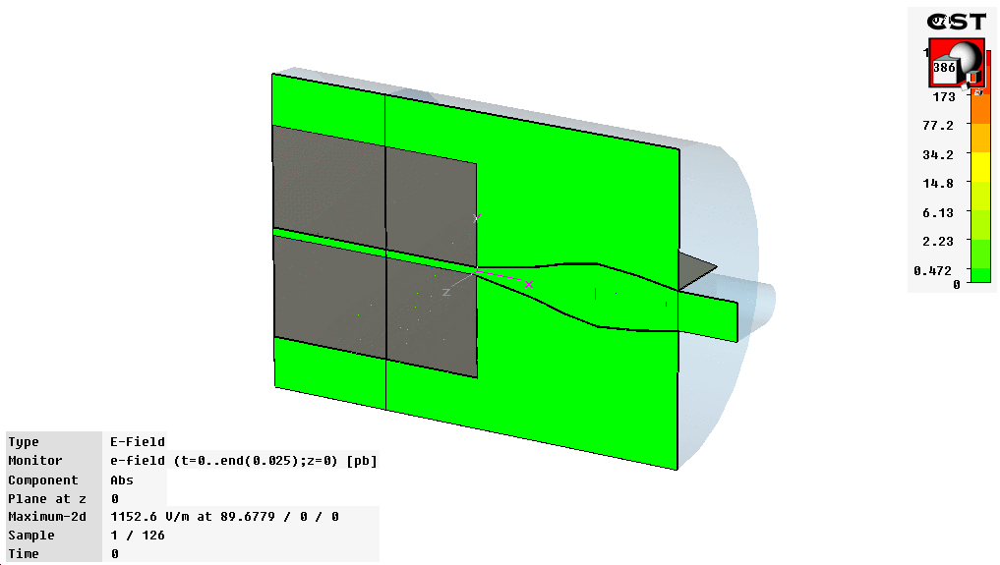 CST
386
173
77.2
34.2
14.8
6.13
2.23
0.472
0
y
x
z
Type E-Field
Monitor e-field (t=0..end(0.025);z=0) [pb]
Component Abs
Plane at z 0
Maximum-2d 1152.6 V/m at 89.6779 / 0 / 0
Sample 1 / 126
Time 0